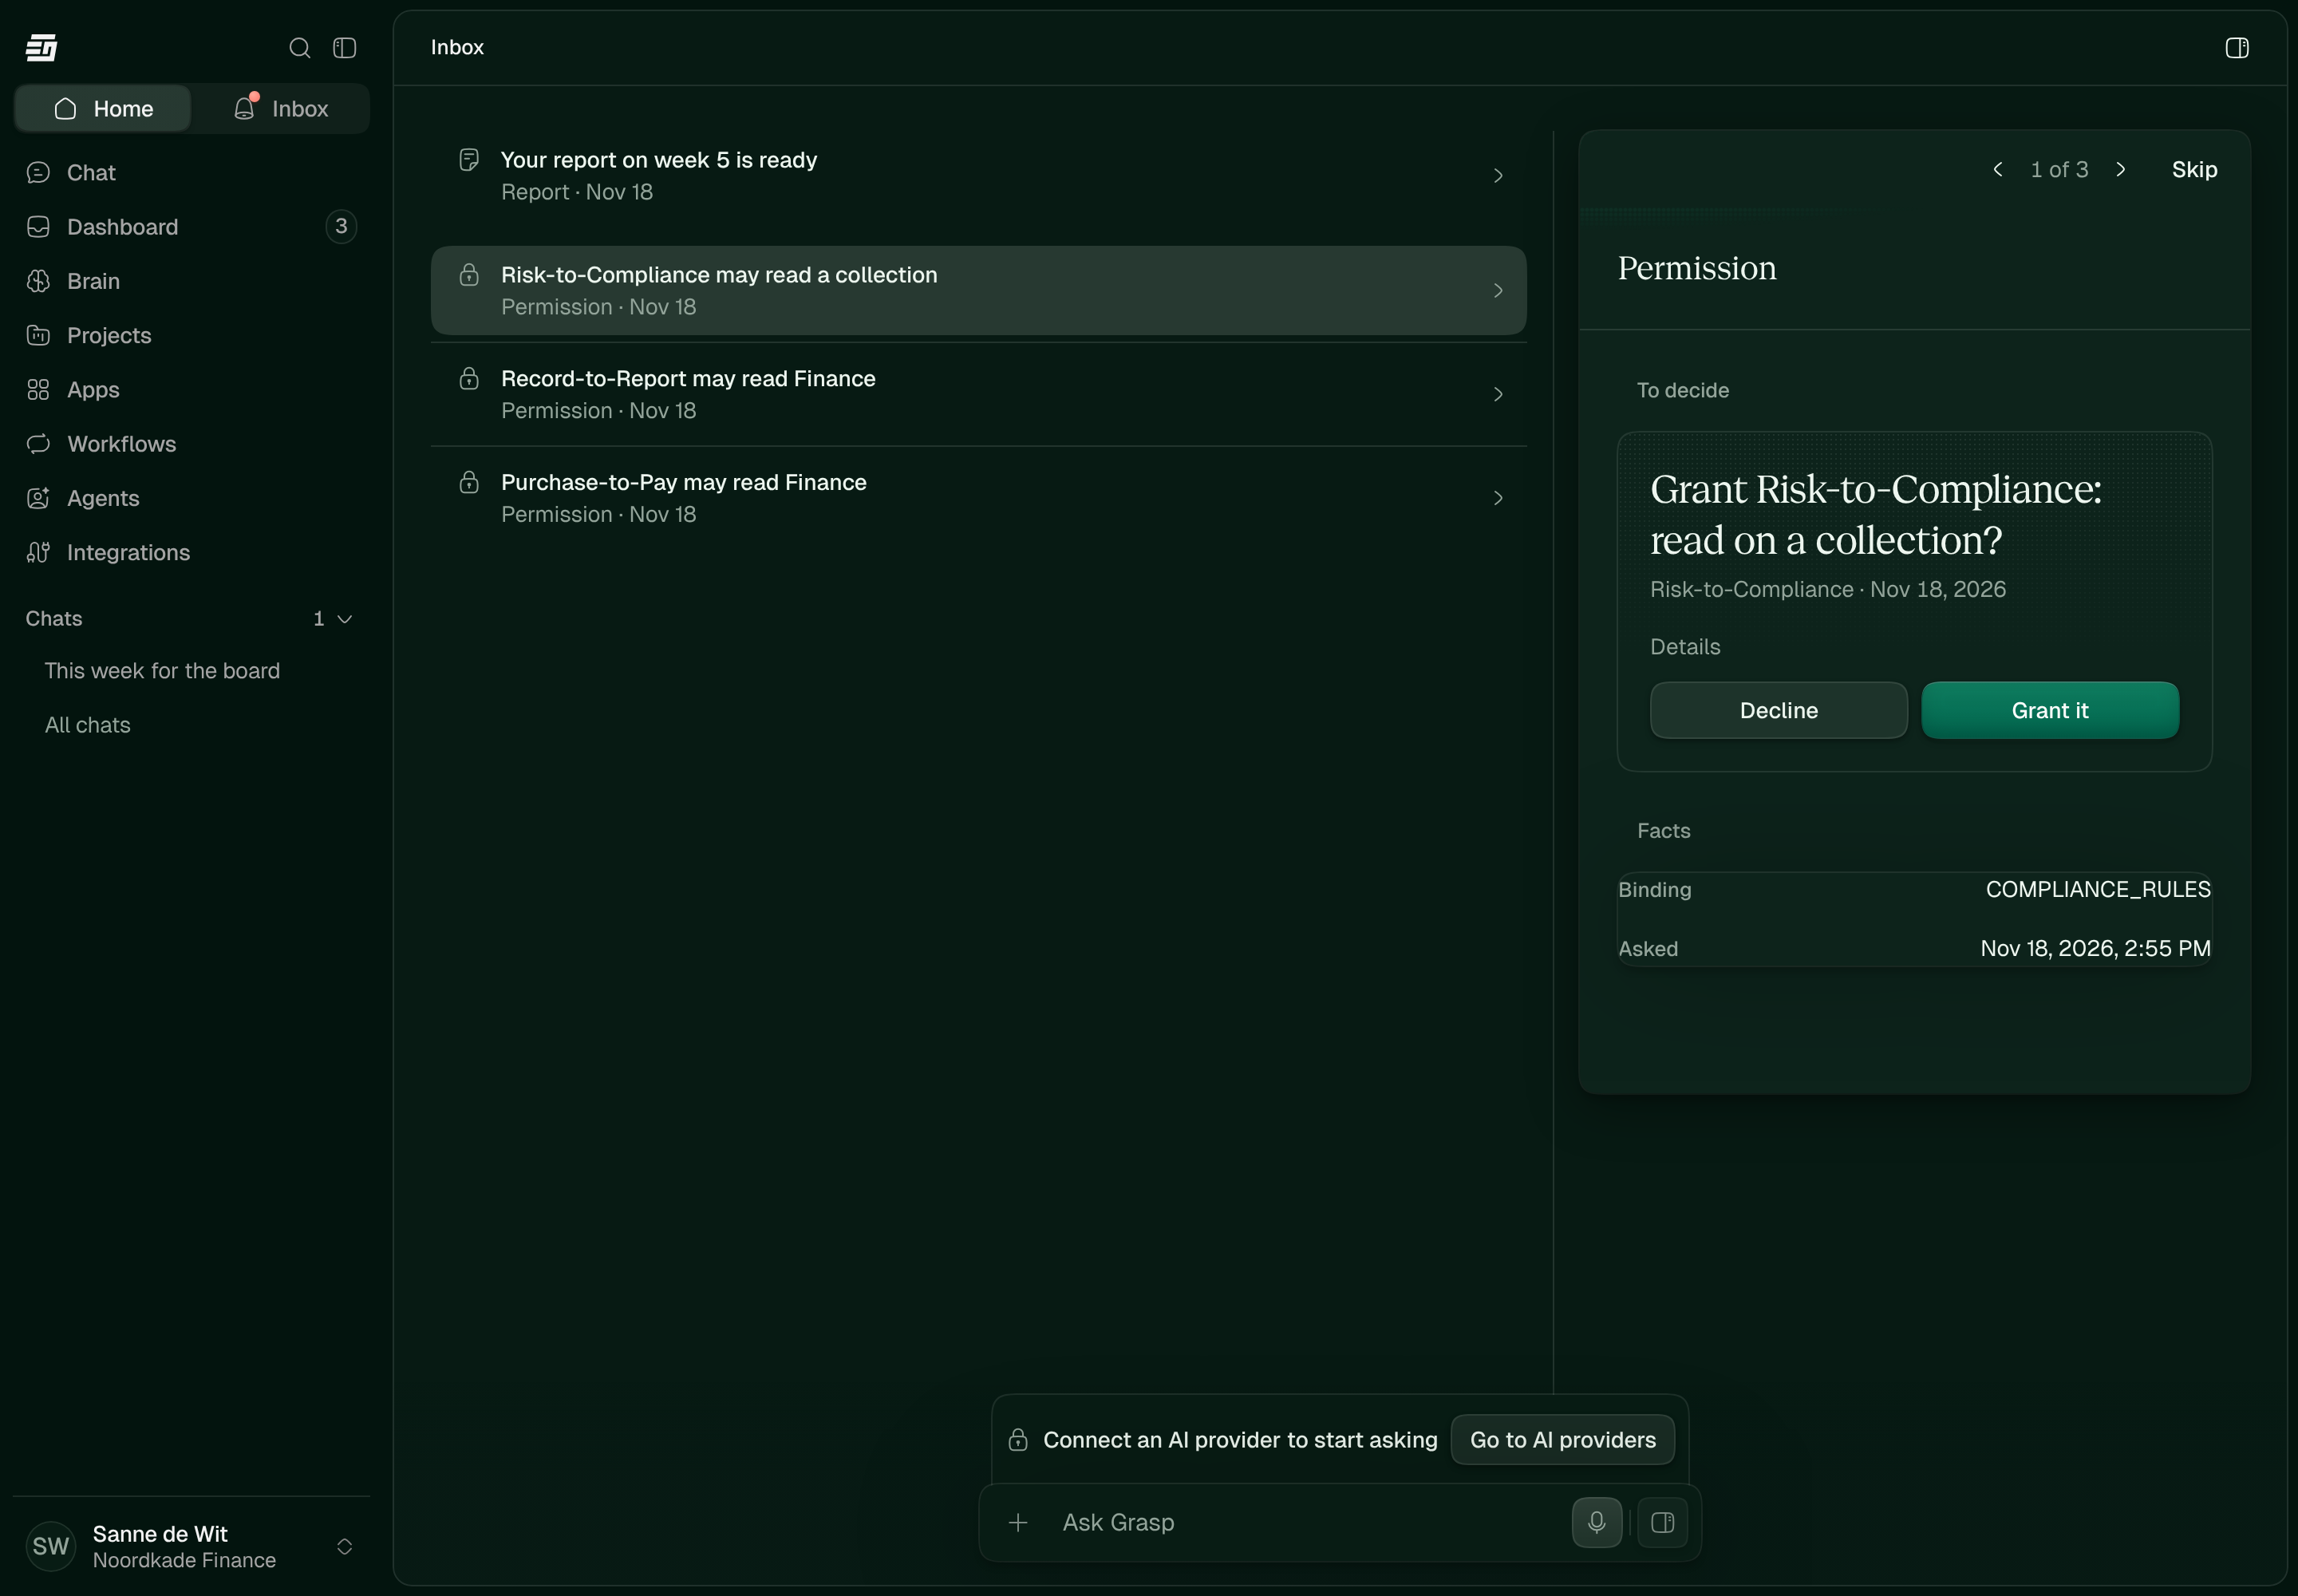 Home
Inbox
Chat
Dashboard
3
Brain
Projects
Apps
Workflows
Agents
Integrations
Chats
1
This week for the board
All chats
SW
Sanne de Wit
Noordkade Finance
Inbox
Your report on week 5 is ready
Report · Nov 18
Risk-to-Compliance may read a collection
Permission · Nov 18
Record-to-Report may read Finance
Permission · Nov 18
Purchase-to-Pay may read Finance
Permission · Nov 18
1 of 3
Skip
Permission
To decide
Grant Risk-to-Compliance:
read on a collection?
Risk-to-Compliance · Nov 18, 2026
Details
Decline
Grant it
Facts
Binding
COMPLIANCE_RULES
Asked
Nov 18, 2026, 2:55 PM
Connect an AI provider to start asking
Go to AI providers
Ask Grasp